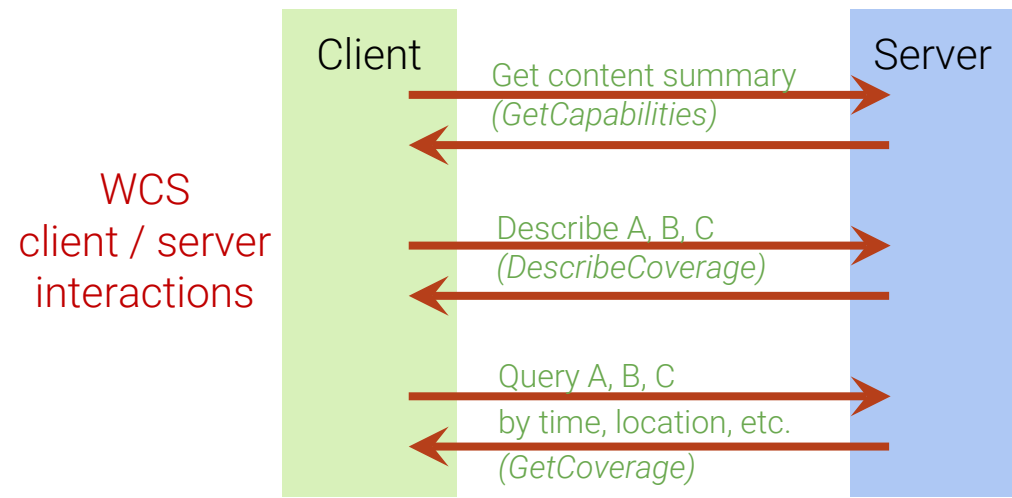 WCS
client / server
interactions
Client
Server
Get content summary
(GetCapabilities)
Describe A, B, C
(DescribeCoverage)
Query A, B, C
by time, location, etc.
(GetCoverage)